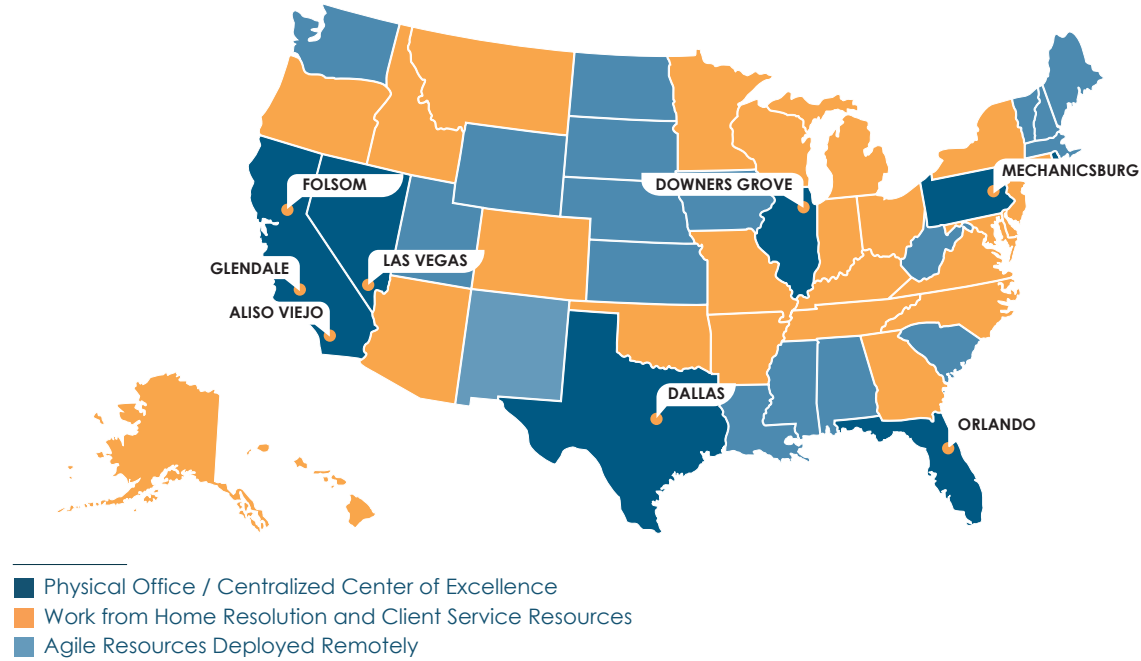 MECHANICSBURG
FOLSOM
DOWNERS GROVE
LAS VEGAS
GLENDALE
ALISO VIEJO
DALLAS
ORLANDO
Physical Office / Centralized Center of Excellence
Work from Home Resolution and Client Service Resources
Agile Resources Deployed Remotely